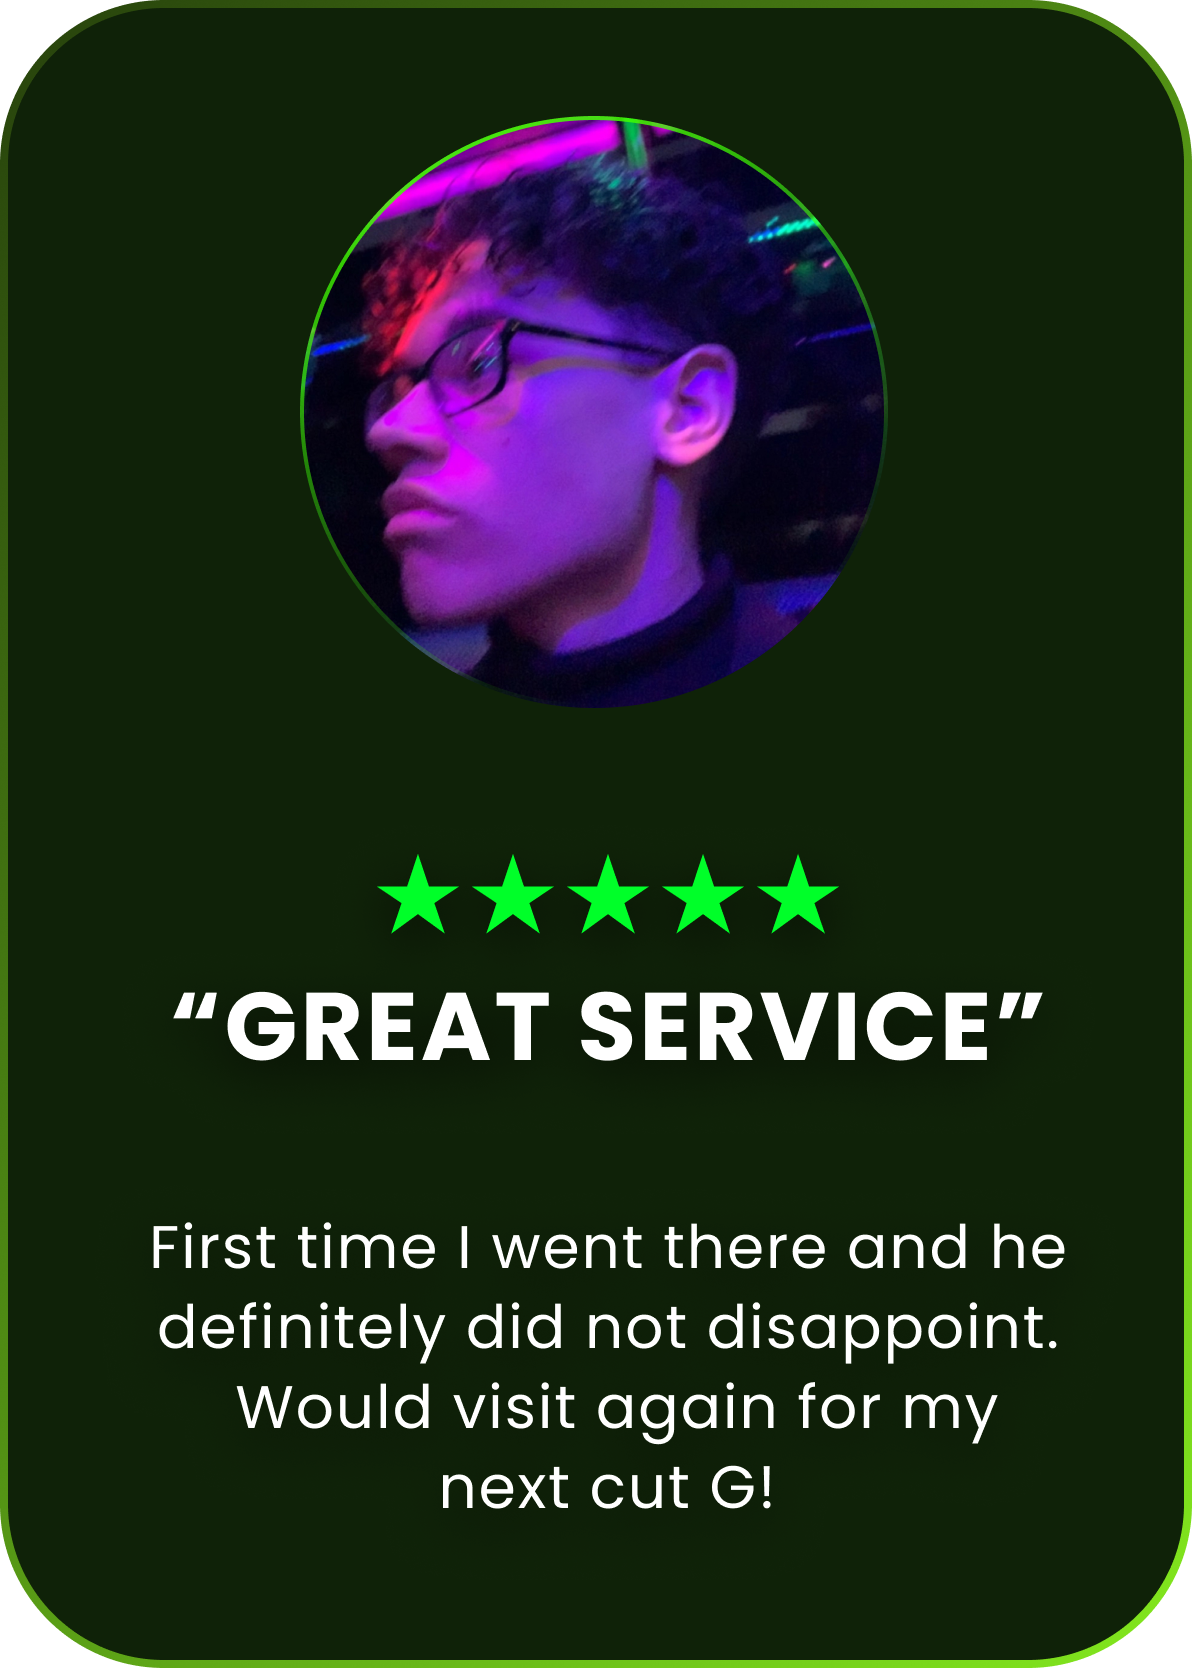 “GREAT SERVICE”
First time I went there and he
definitely did not disappoint.
Would visit again for my
next cut G!